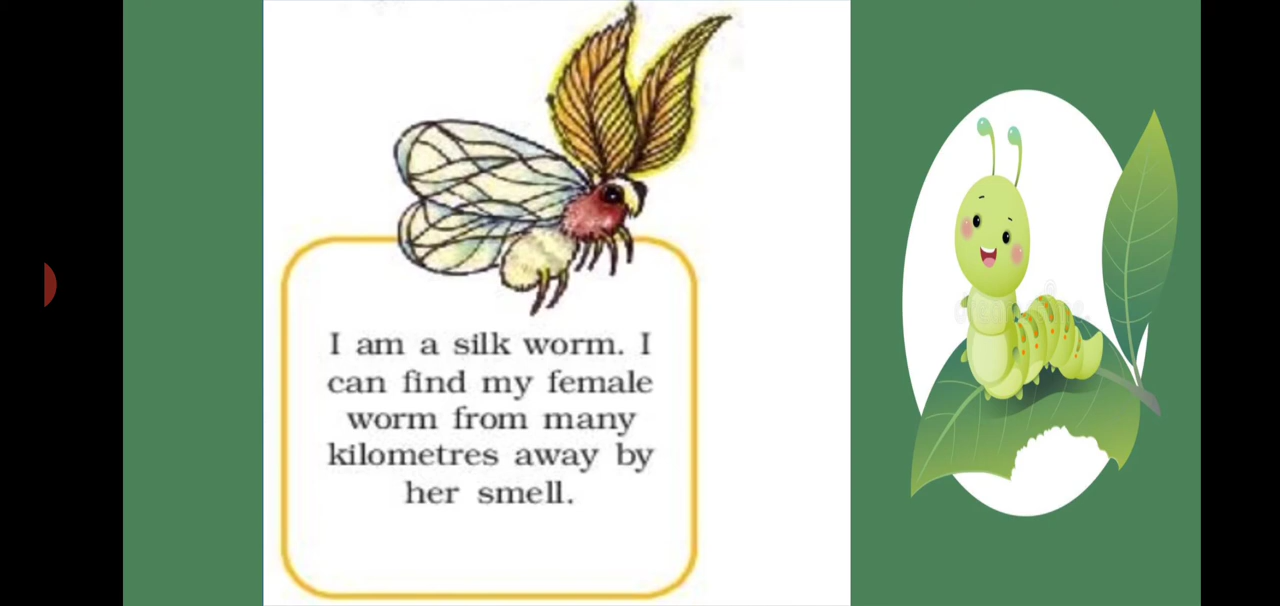 I am a silk worm. I
can find my female
worm from many
kilometres away by
her smell.